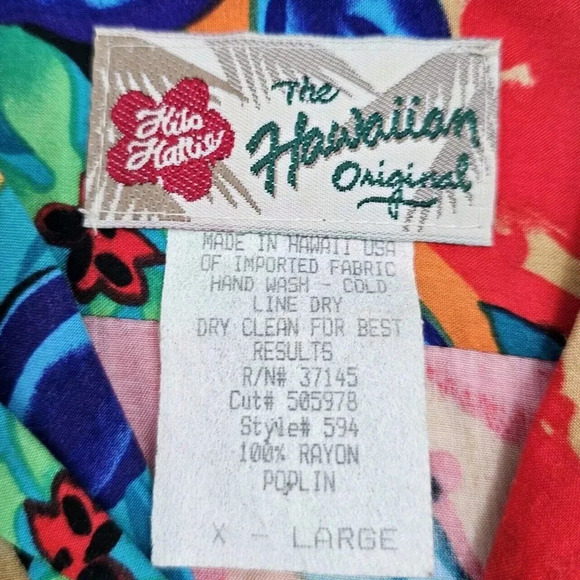 Hilo
Hattie
The
Hawaiian
Original
MADE IN HAWAII USA
OF IMPORTED FABRIC
HAND WASH - COLD
LINE DRY
DRY CLEAN FOR BEST
RESULTS
R/N# 37145
Cut# 505978
Style# 594
100% RAYON
POPLIN
X - LARGE